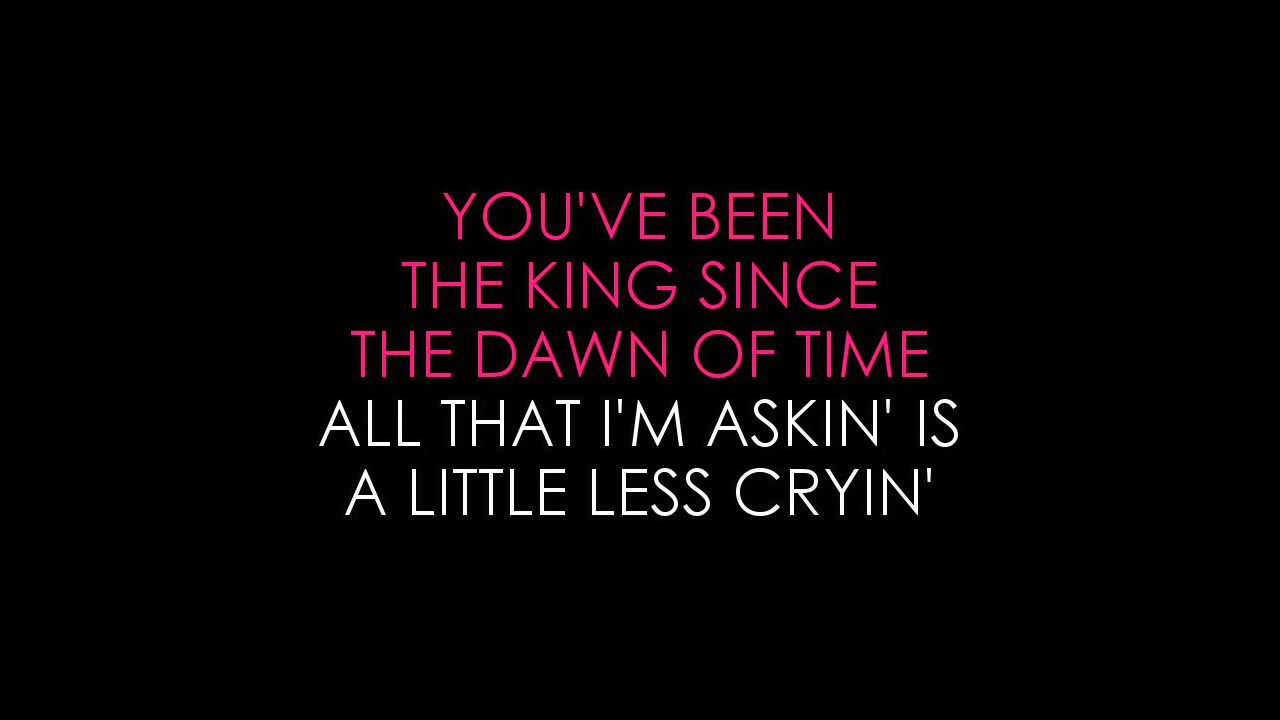 YOU'VE BEEN
THE KING SINCE
THE DAWN OF TIME
ALL THAT I'M ASKIN' IS
A LITTLE LESS CRYIN'